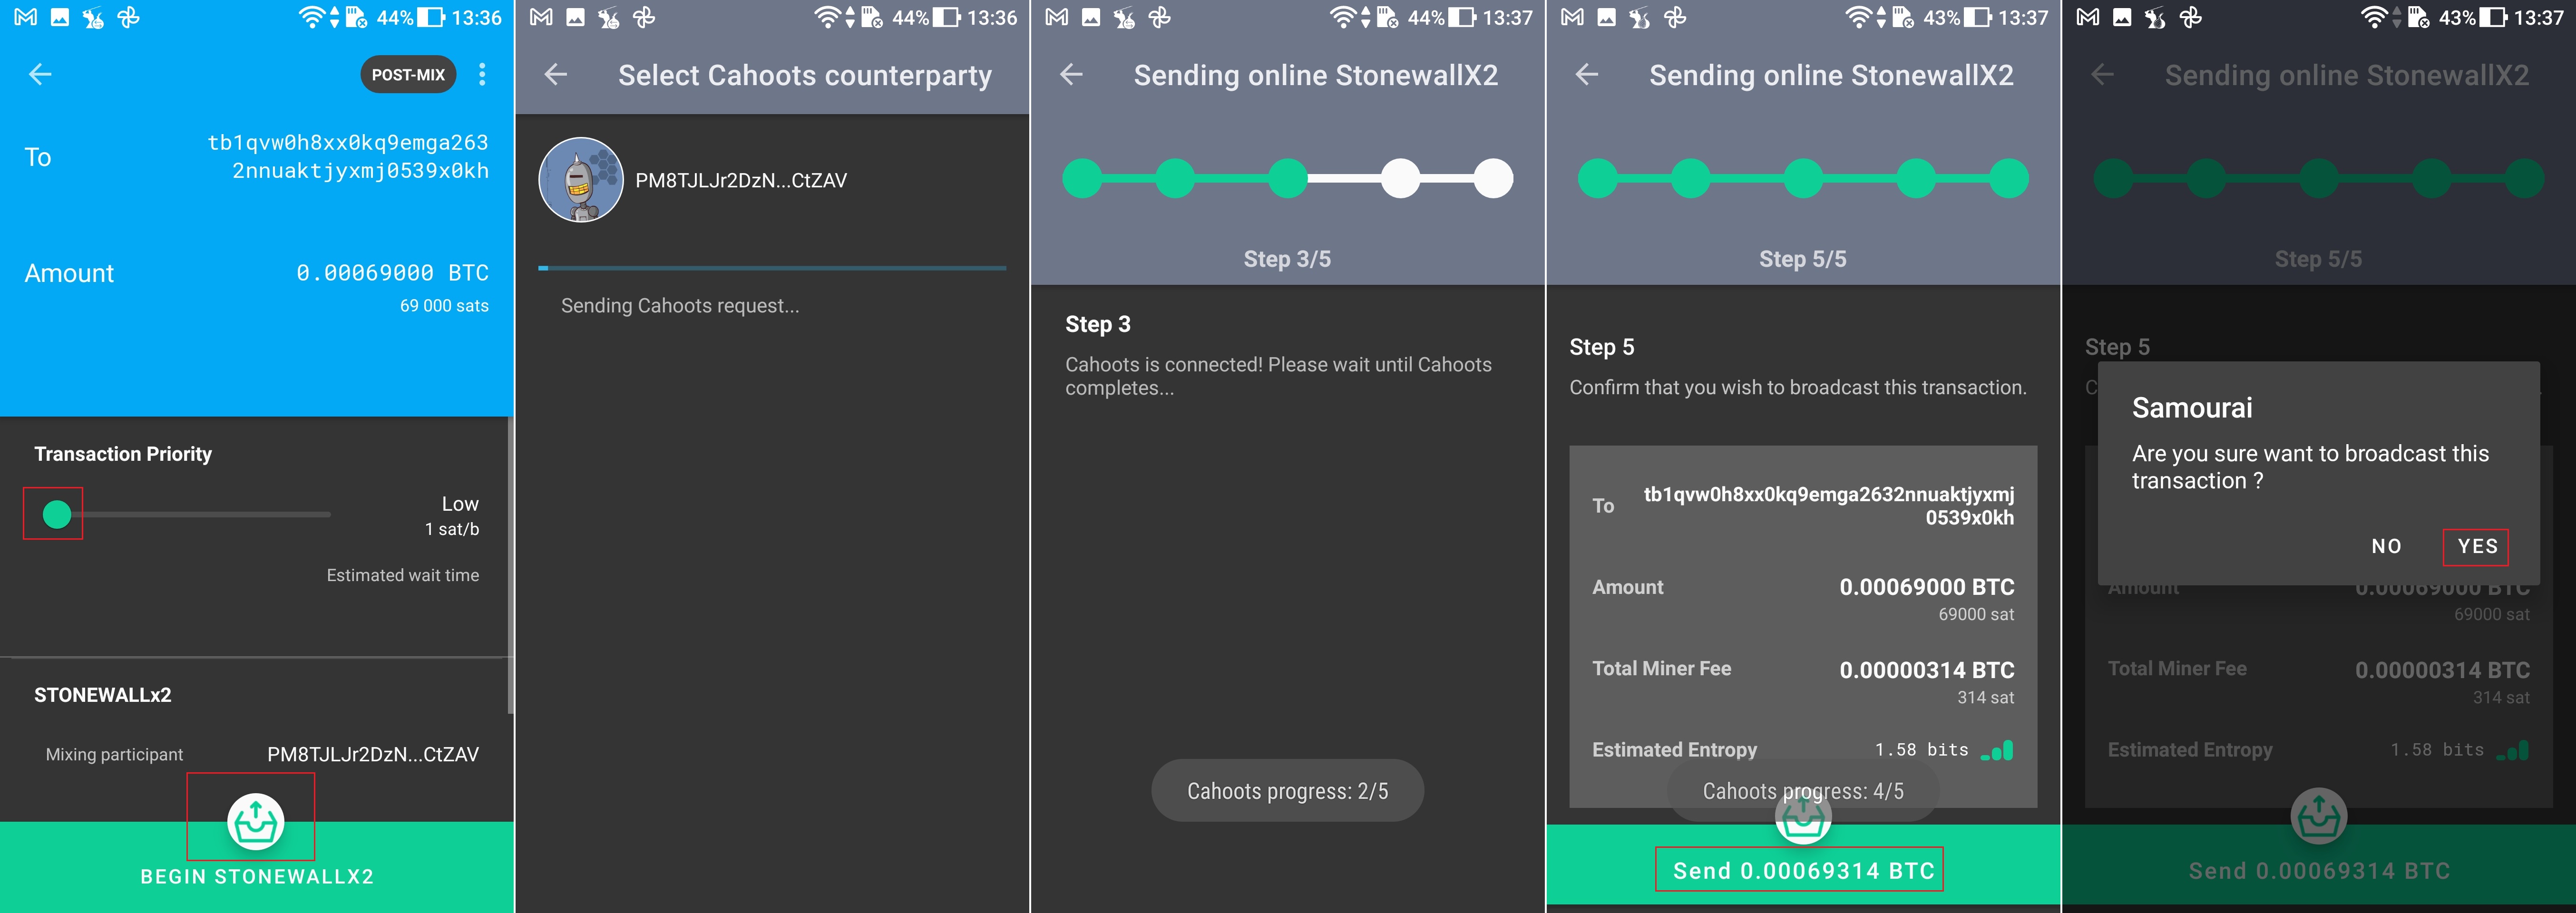 44% 13:36
POST-MIX
To
tb1qvw0h8xx0kq9emga263
2nnuaktjyxmj0539x0kh
Amount
0.00069000 BTC
69 000 sats
Transaction Priority
Low
1 sat/b
Estimated wait time
STONEWALLx2
Mixing participant
PM8TJLJr2DzN...CtZAV
BEGIN STONEWALLX2
44% 13:36
Select Cahoots counterparty
PM8TJLJr2DzN...CtZAV
Sending Cahoots request...
44% 13:37
Sending online StonewallX2
Step 3/5
Step 3
Cahoots is connected! Please wait until Cahoots
completes...
Cahoots progress: 2/5
43% 13:37
Sending online StonewallX2
Step 5/5
Step 5
Confirm that you wish to broadcast this transaction.
To
tb1qvw0h8xx0kq9emga2632nnuaktjyxmj
0539x0kh
Amount
0.00069000 BTC
69000 sat
Total Miner Fee
0.00000314 BTC
314 sat
Estimated Entropy
1.58 bits
Cahoots progress: 4/5
Send 0.00069314 BTC
43% 13:37
Sending online StonewallX2
Step 5/5
Step 5
C
Samourai
Are you sure want to broadcast this
transaction ?
NO
YES
Amount
0.00069000 BTC
69000 sat
Total Miner Fee
0.00000314 BTC
314 sat
Estimated Entropy
1.58 bits
Send 0.00069314 BTC